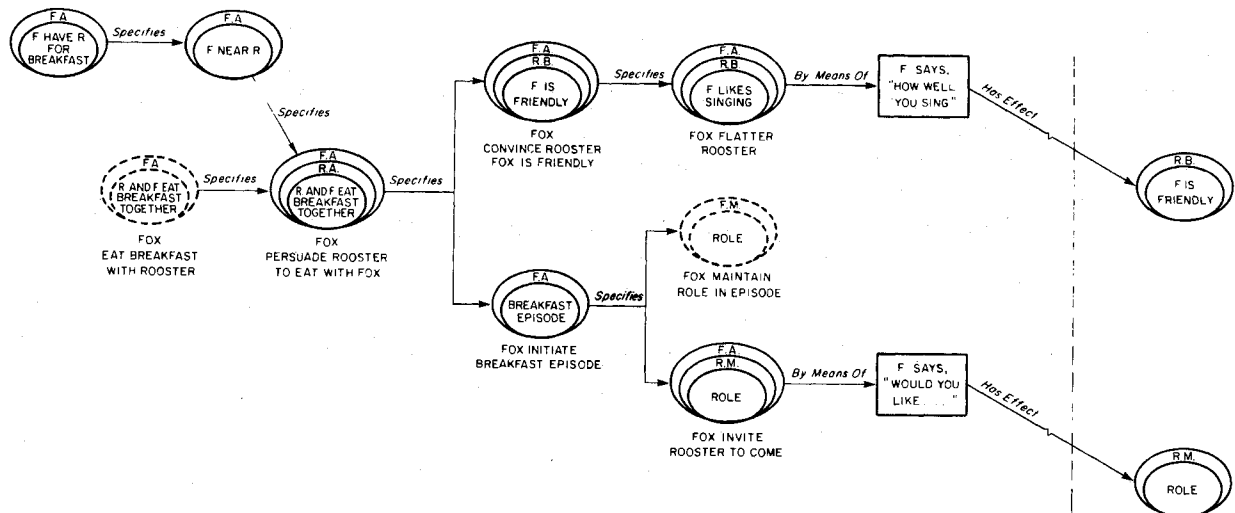 F.A
F HAVE R
FOR
BREAKFAST
Specifies
F.A
F NEAR R
Specifies
F.A
R AND F EAT
BREAKFAST
TOGETHER
FOX
EAT BREAKFAST
WITH ROOSTER
Specifies
F.A
R.A.
R AND F EAT
BREAKFAST
TOGETHER
FOX
PERSUADE ROOSTER
TO EAT WITH FOX
Specifies
F.A.
R.B.
F IS
FRIENDLY
FOX
CONVINCE ROOSTER
FOX IS FRIENDLY
Specifies
F.A.
R.B.
F LIKES
SINGING
FOX FLATTER
ROOSTER
By Means Of
F SAYS,
"HOW WELL
YOU SING"
Has Effect
R.B.
F IS
FRIENDLY
F.A
BREAKFAST
EPISODE
FOX INITIATE
BREAKFAST EPISODE
Specifies
F.M.
ROLE
FOX MAINTAIN
ROLE IN EPISODE
F.A
R.M.
ROLE
FOX INVITE
ROOSTER TO COME
By Means Of
F SAYS,
"WOULD YOU
LIKE . . . . "
Has Effect
R.M.
ROLE